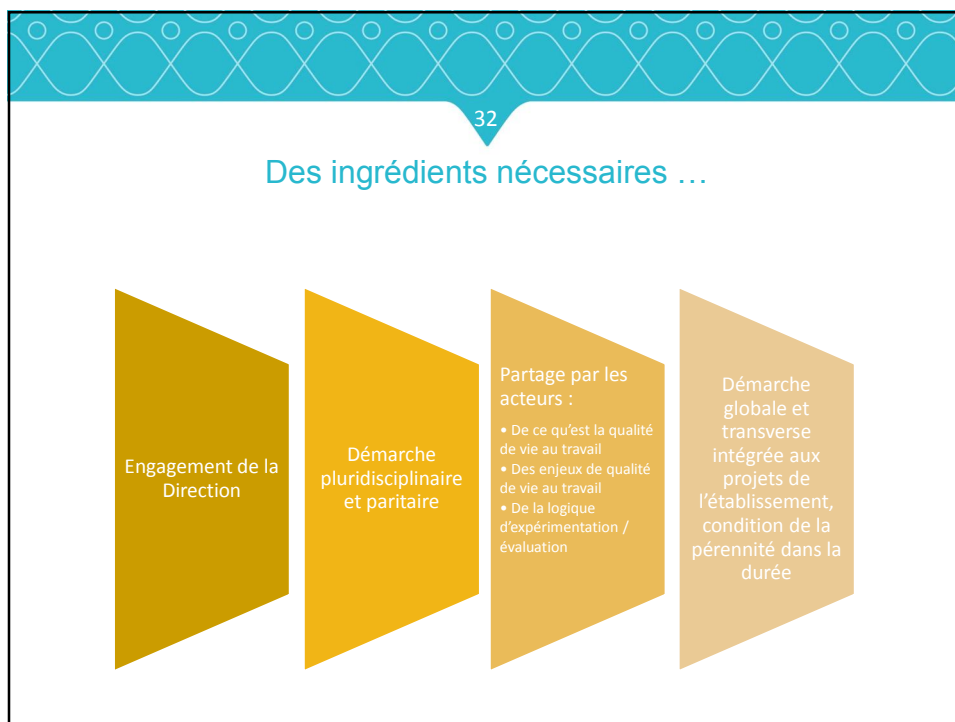 32
Des ingrédients nécessaires …
Engagement de la
Direction
Démarche
pluridisciplinaire
et paritaire
Partage par les
acteurs :
• De ce qu'est la qualité
de vie au travail
• Des enjeux de qualité
de vie au travail
• De la logique
d'expérimentation /
évaluation
Démarche
globale et
transverse
intégrée aux
projets de
l'établissement,
condition de la
pérennité dans la
durée